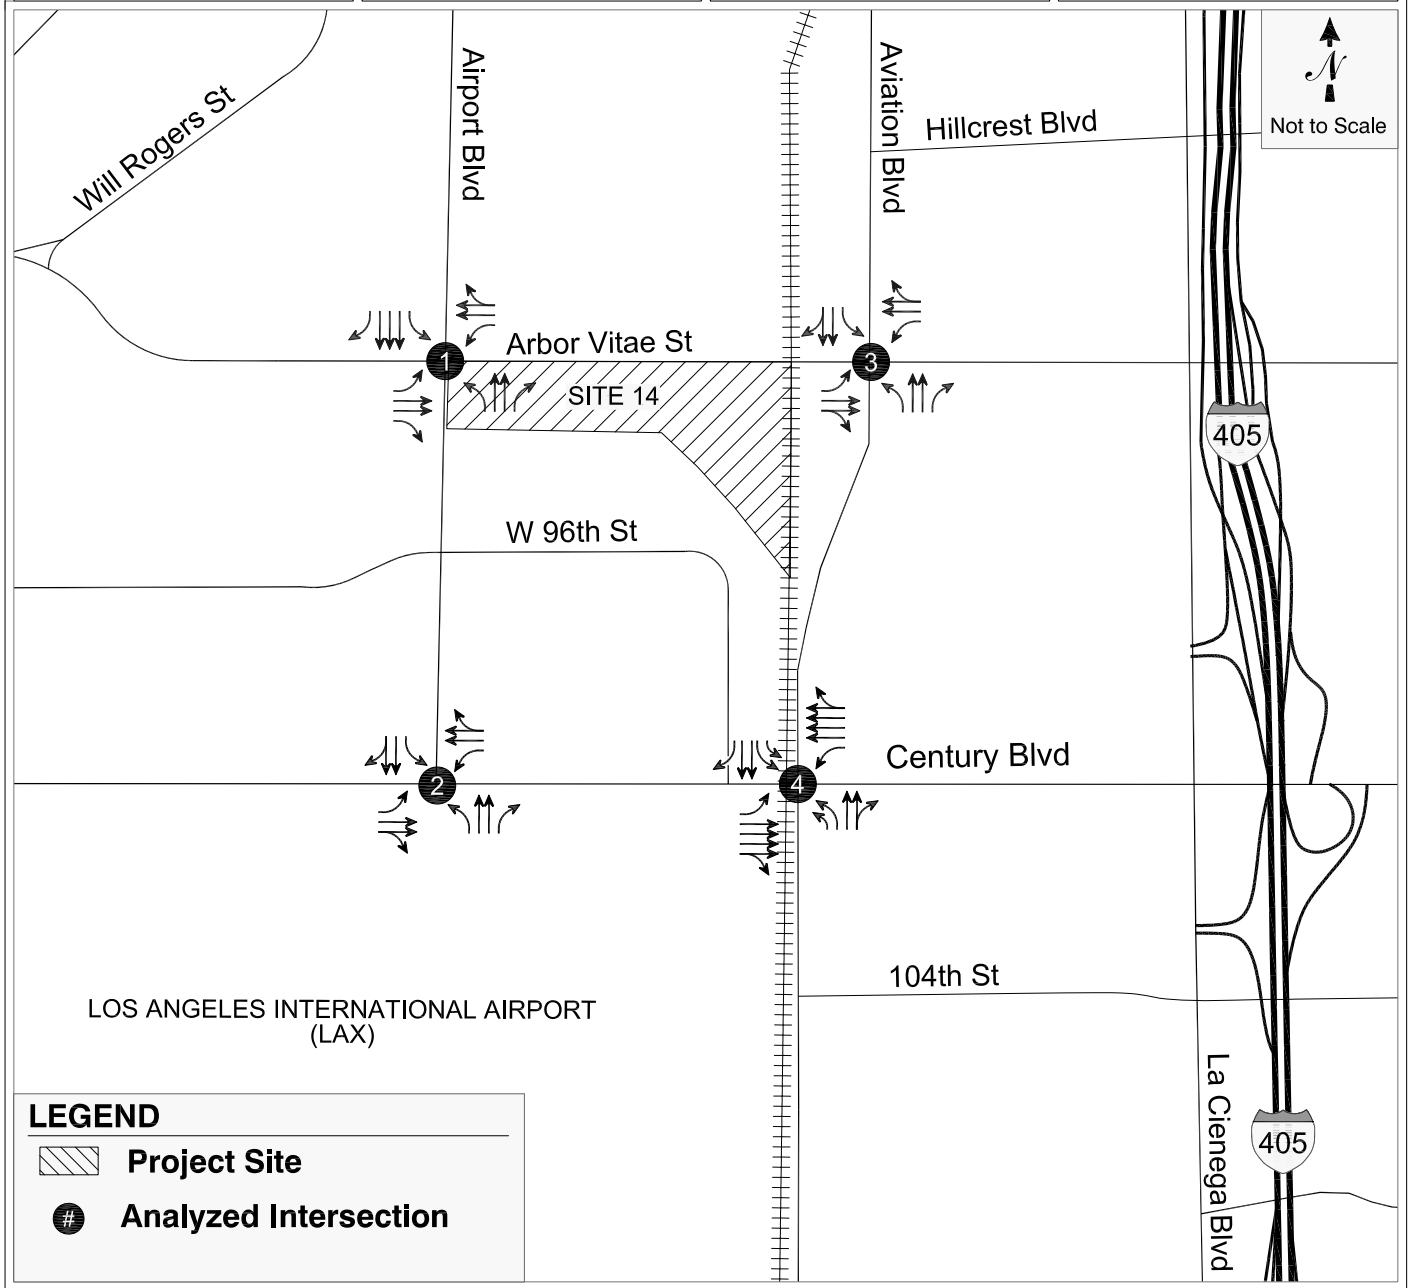 Airport Blvd
Aviation Blvd
N
Not to Scale
Hillcrest Blvd
Will Rogers St
Arbor Vitae St
1
3
SITE 14
405
W 96th St
Century Blvd
2
4
104th St
LOS ANGELES INTERNATIONAL AIRPORT
(LAX)
La Cienega Blvd
405
LEGEND
Project Site
# Analyzed Intersection